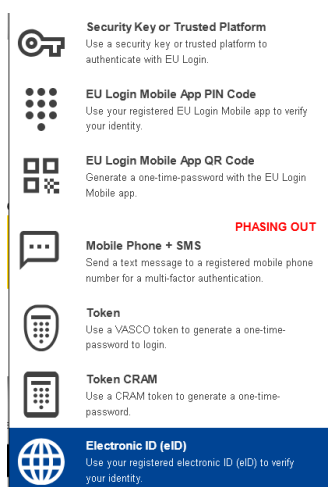 Security Key or Trusted Platform
Use a security key or trusted platform to
authenticate with EU Login.
EU Login Mobile App PIN Code
Use your registered EU Login Mobile app to verify
your identity.
EU Login Mobile App QR Code
Generate a one-time-password with the EU Login
Mobile app.
PHASING OUT
Mobile Phone + SMS
Send a text message to a registered mobile phone
number for a multi-factor authentication.
Token
Use a VASCO token to generate a one-time-
password to login.
Token CRAM
Use a CRAM token to generate a one-time-
password.
Electronic ID (eID)
Use your registered electronic ID (eID) to verify
your identity.